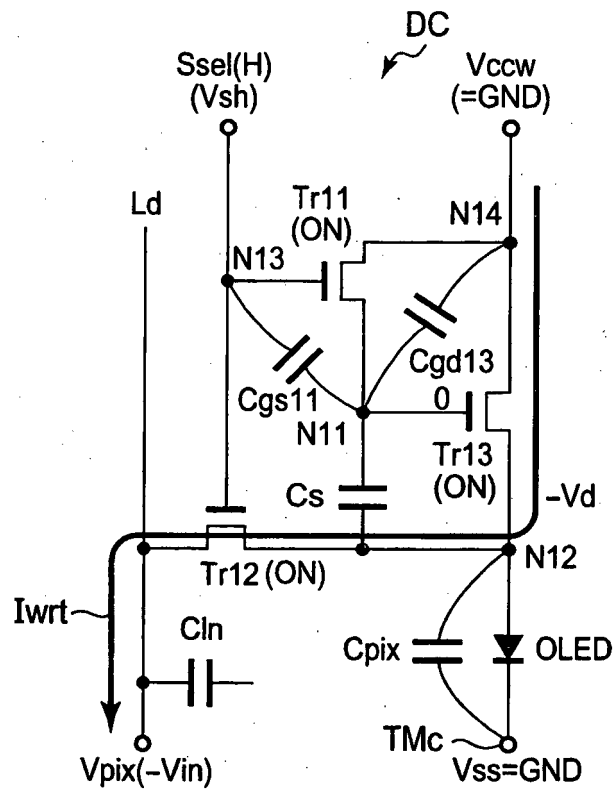 DC
Ssel(H)
(Vsh)
Vccw
(=GND)
Ld
Tr11
(ON)
N14
N13
Cgd13
Cgs11
N11
0
Tr13
(ON)
Cs
-Vd
N12
Tr12(ON)
Iwrt
Cln
Cpix
OLED
TMc
Vpix(-Vin)
Vss=GND